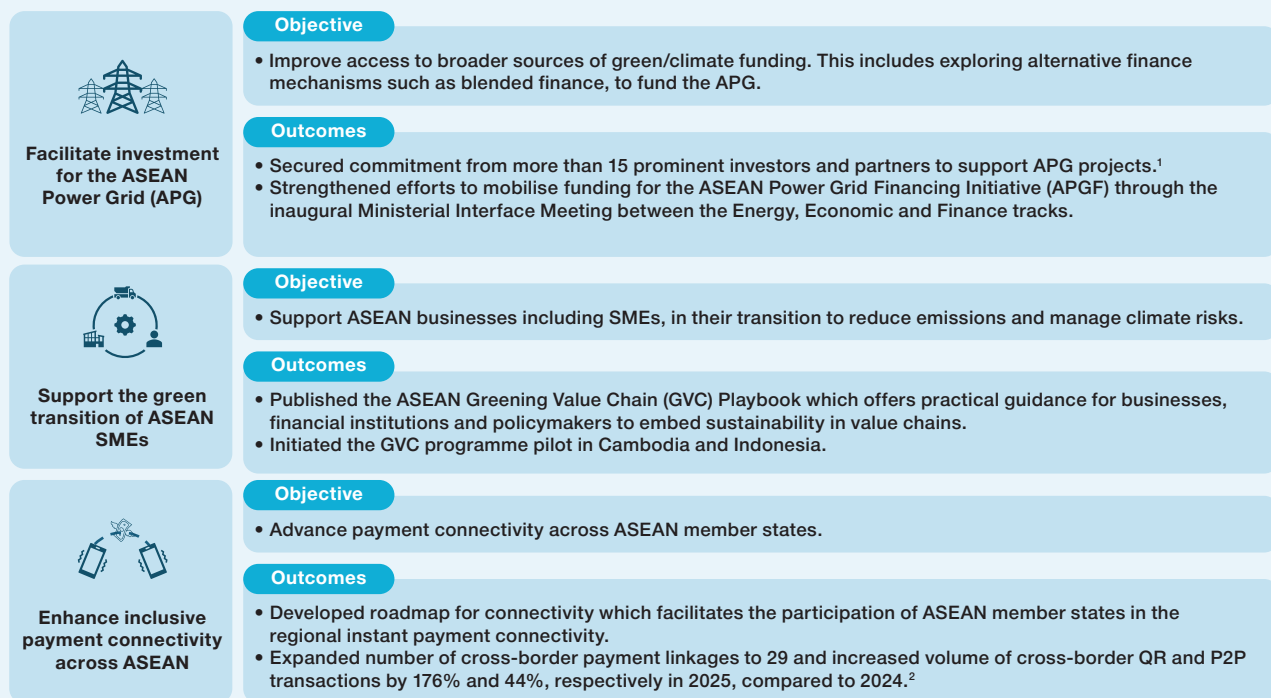 Facilitate investment
for the ASEAN
Power Grid (APG)
Objective
• Improve access to broader sources of green/climate funding. This includes exploring alternative finance
mechanisms such as blended finance, to fund the APG.
Outcomes
• Secured commitment from more than 15 prominent investors and partners to support APG projects.¹
• Strengthened efforts to mobilise funding for the ASEAN Power Grid Financing Initiative (APGF) through the
inaugural Ministerial Interface Meeting between the Energy, Economic and Finance tracks.
Support the green
transition of ASEAN
SMEs
Objective
• Support ASEAN businesses including SMEs, in their transition to reduce emissions and manage climate risks.
Outcomes
• Published the ASEAN Greening Value Chain (GVC) Playbook which offers practical guidance for businesses,
financial institutions and policymakers to embed sustainability in value chains.
• Initiated the GVC programme pilot in Cambodia and Indonesia.
Enhance inclusive
payment connectivity
across ASEAN
Objective
• Advance payment connectivity across ASEAN member states.
Outcomes
• Developed roadmap for connectivity which facilitates the participation of ASEAN member states in the
regional instant payment connectivity.
• Expanded number of cross-border payment linkages to 29 and increased volume of cross-border QR and P2P
transactions by 176% and 44%, respectively in 2025, compared to 2024.²